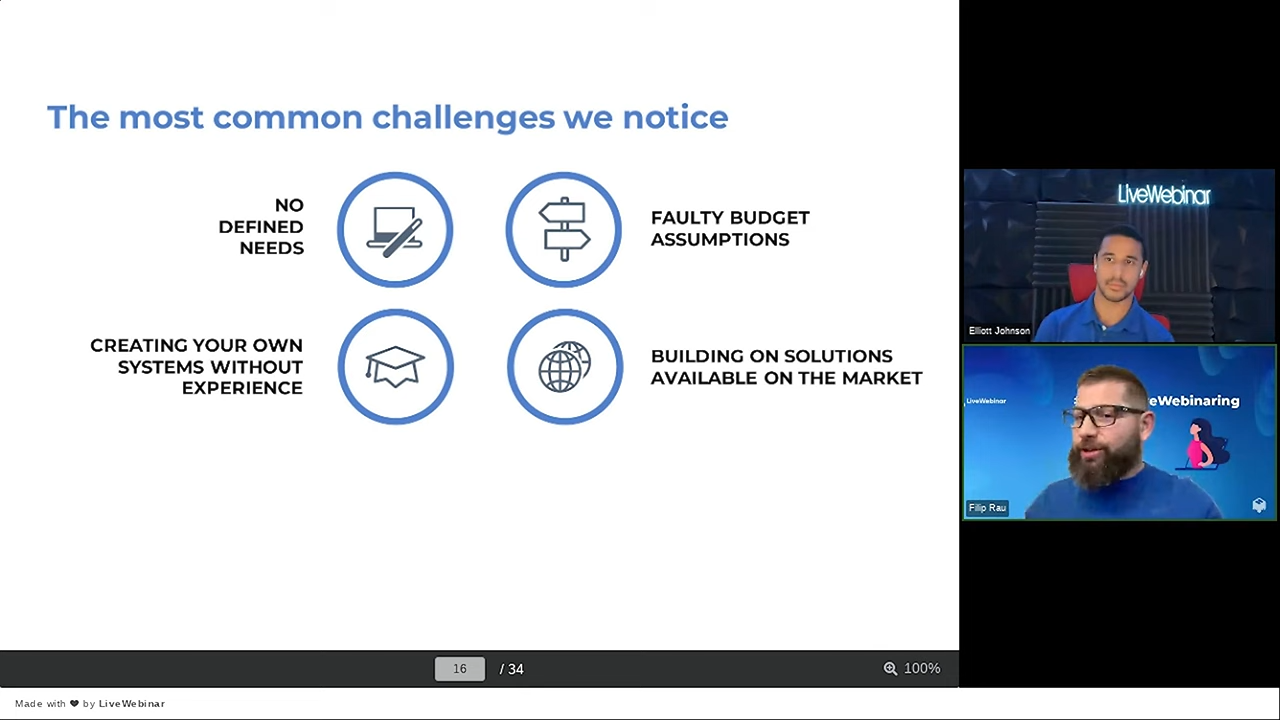 The most common challenges we notice
NO
DEFINED
NEEDS
FAULTY BUDGET
ASSUMPTIONS
CREATING YOUR OWN
SYSTEMS WITHOUT
EXPERIENCE
BUILDING ON SOLUTIONS
AVAILABLE ON THE MARKET
16 / 34
100%
LiveWebinar
Elliott Johnson
LiveWebinar
eWebinaring
Filip Rau
Made with by LiveWebinar